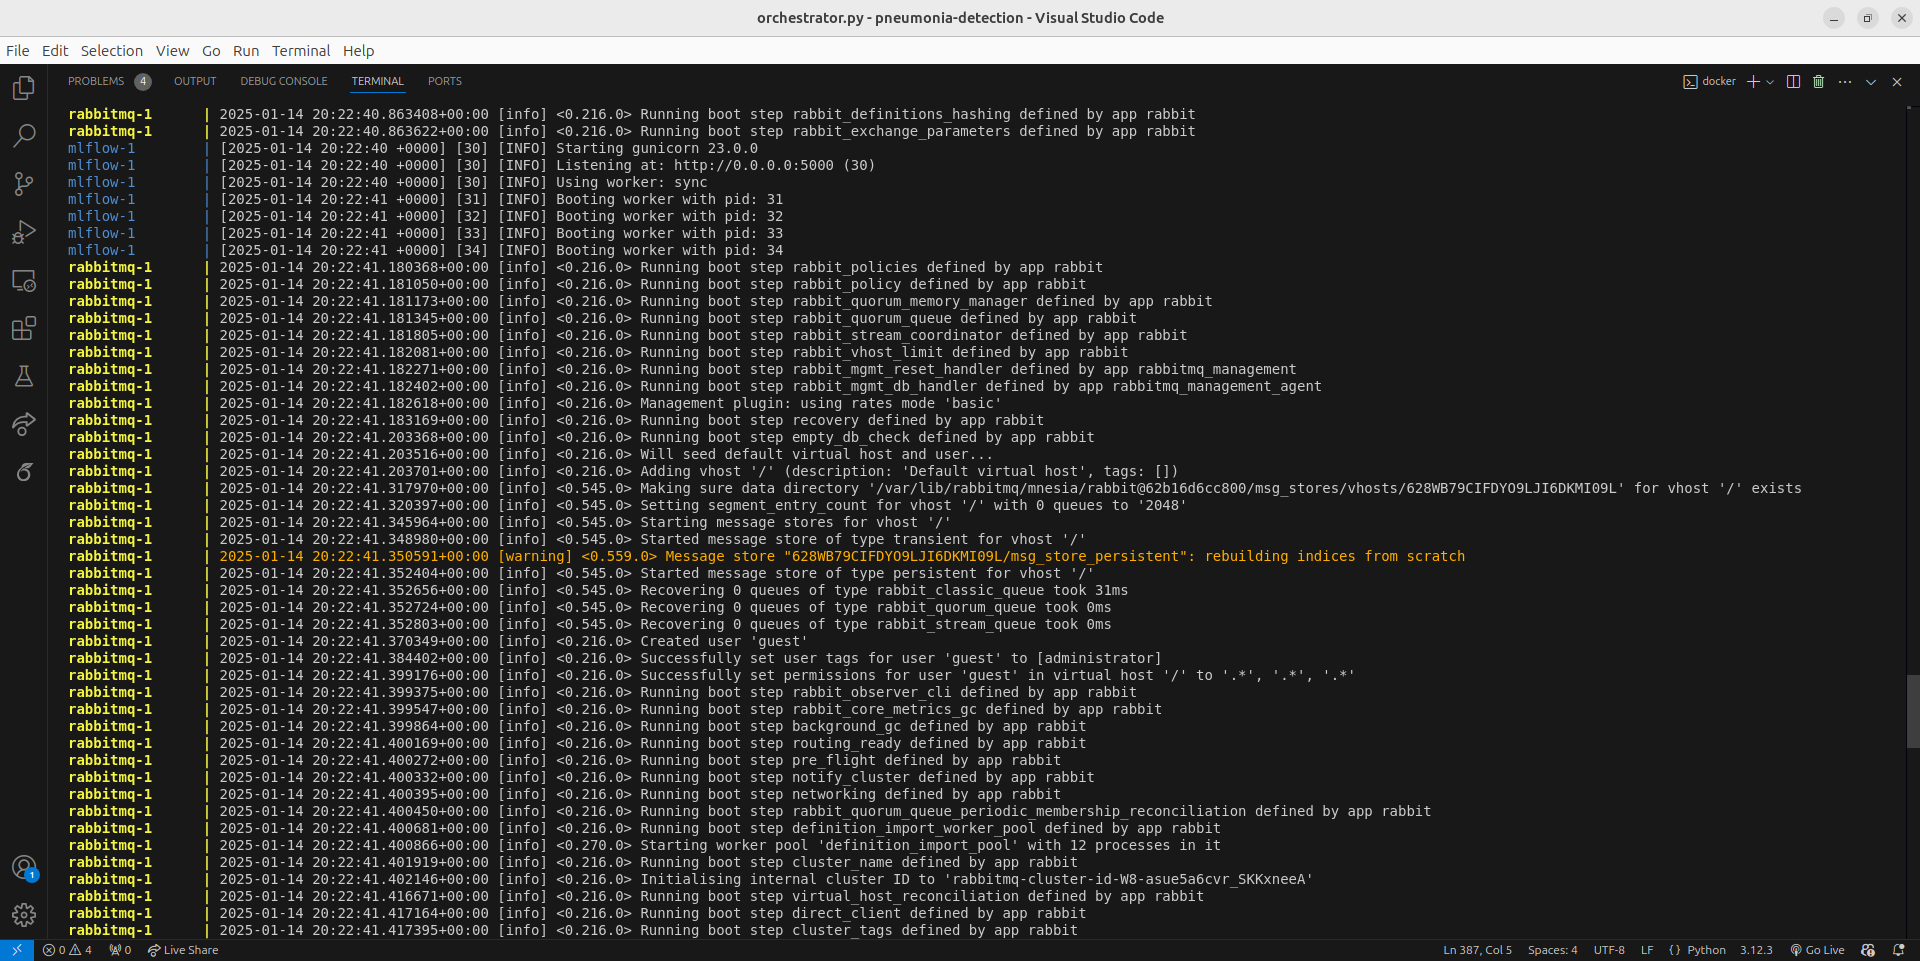 orchestrator.py - pneumonia-detection - Visual Studio Code
File Edit Selection View Go Run Terminal Help
PROBLEMS 4 OUTPUT DEBUG CONSOLE TERMINAL PORTS docker
rabbitmq-1 | 2025-01-14 20:22:40.863408+00:00 [info] <0.216.0> Running boot step rabbit_definitions_hashing defined by app rabbit
rabbitmq-1 | 2025-01-14 20:22:40.863622+00:00 [info] <0.216.0> Running boot step rabbit_exchange_parameters defined by app rabbit
mlflow-1 | [2025-01-14 20:22:40 +0000] [30] [INFO] Starting gunicorn 23.0.0
mlflow-1 | [2025-01-14 20:22:40 +0000] [30] [INFO] Listening at: http://0.0.0.0:5000 (30)
mlflow-1 | [2025-01-14 20:22:40 +0000] [30] [INFO] Using worker: sync
mlflow-1 | [2025-01-14 20:22:41 +0000] [31] [INFO] Booting worker with pid: 31
mlflow-1 | [2025-01-14 20:22:41 +0000] [32] [INFO] Booting worker with pid: 32
mlflow-1 | [2025-01-14 20:22:41 +0000] [33] [INFO] Booting worker with pid: 33
mlflow-1 | [2025-01-14 20:22:41 +0000] [34] [INFO] Booting worker with pid: 34
rabbitmq-1 | 2025-01-14 20:22:41.180368+00:00 [info] <0.216.0> Running boot step rabbit_policies defined by app rabbit
rabbitmq-1 | 2025-01-14 20:22:41.181050+00:00 [info] <0.216.0> Running boot step rabbit_policy defined by app rabbit
rabbitmq-1 | 2025-01-14 20:22:41.181173+00:00 [info] <0.216.0> Running boot step rabbit_quorum_memory_manager defined by app rabbit
rabbitmq-1 | 2025-01-14 20:22:41.181345+00:00 [info] <0.216.0> Running boot step rabbit_quorum_queue defined by app rabbit
rabbitmq-1 | 2025-01-14 20:22:41.181805+00:00 [info] <0.216.0> Running boot step rabbit_stream_coordinator defined by app rabbit
rabbitmq-1 | 2025-01-14 20:22:41.182081+00:00 [info] <0.216.0> Running boot step rabbit_vhost_limit defined by app rabbit
rabbitmq-1 | 2025-01-14 20:22:41.182271+00:00 [info] <0.216.0> Running boot step rabbit_mgmt_reset_handler defined by app rabbitmq_management
rabbitmq-1 | 2025-01-14 20:22:41.182402+00:00 [info] <0.216.0> Running boot step rabbit_mgmt_db_handler defined by app rabbitmq_management_agent
rabbitmq-1 | 2025-01-14 20:22:41.182618+00:00 [info] <0.216.0> Management plugin: using rates mode 'basic'
rabbitmq-1 | 2025-01-14 20:22:41.183169+00:00 [info] <0.216.0> Running boot step recovery defined by app rabbit
rabbitmq-1 | 2025-01-14 20:22:41.203368+00:00 [info] <0.216.0> Running boot step empty_db_check defined by app rabbit
rabbitmq-1 | 2025-01-14 20:22:41.203516+00:00 [info] <0.216.0> Will seed default virtual host and user...
rabbitmq-1 | 2025-01-14 20:22:41.203701+00:00 [info] <0.216.0> Adding vhost '/' (description: 'Default virtual host', tags: [])
rabbitmq-1 | 2025-01-14 20:22:41.317970+00:00 [info] <0.545.0> Making sure data directory '/var/lib/rabbitmq/mnesia/rabbit@62b16d6cc800/msg_stores/vhosts/628WB79CIFDYO9LJI6DKMI09L' for vhost '/' exists
rabbitmq-1 | 2025-01-14 20:22:41.320397+00:00 [info] <0.545.0> Setting segment_entry_count for vhost '/' with 0 queues to '2048'
rabbitmq-1 | 2025-01-14 20:22:41.345964+00:00 [info] <0.545.0> Starting message stores for vhost '/'
rabbitmq-1 | 2025-01-14 20:22:41.348980+00:00 [info] <0.545.0> Started message store of type transient for vhost '/'
rabbitmq-1 | 2025-01-14 20:22:41.350591+00:00 [warning] <0.559.0> Message store "628WB79CIFDYO9LJI6DKMI09L/msg_store_persistent": rebuilding indices from scratch
rabbitmq-1 | 2025-01-14 20:22:41.352404+00:00 [info] <0.545.0> Started message store of type persistent for vhost '/'
rabbitmq-1 | 2025-01-14 20:22:41.352656+00:00 [info] <0.545.0> Recovering 0 queues of type rabbit_classic_queue took 31ms
rabbitmq-1 | 2025-01-14 20:22:41.352724+00:00 [info] <0.545.0> Recovering 0 queues of type rabbit_quorum_queue took 0ms
rabbitmq-1 | 2025-01-14 20:22:41.352803+00:00 [info] <0.545.0> Recovering 0 queues of type rabbit_stream_queue took 0ms
rabbitmq-1 | 2025-01-14 20:22:41.370349+00:00 [info] <0.216.0> Created user 'guest'
rabbitmq-1 | 2025-01-14 20:22:41.384402+00:00 [info] <0.216.0> Successfully set user tags for user 'guest' to [administrator]
rabbitmq-1 | 2025-01-14 20:22:41.399176+00:00 [info] <0.216.0> Successfully set permissions for user 'guest' in virtual host '/' to '.*', '.*', '.*'
rabbitmq-1 | 2025-01-14 20:22:41.399375+00:00 [info] <0.216.0> Running boot step rabbit_observer_cli defined by app rabbit
rabbitmq-1 | 2025-01-14 20:22:41.399547+00:00 [info] <0.216.0> Running boot step rabbit_core_metrics_gc defined by app rabbit
rabbitmq-1 | 2025-01-14 20:22:41.399864+00:00 [info] <0.216.0> Running boot step background_gc defined by app rabbit
rabbitmq-1 | 2025-01-14 20:22:41.400169+00:00 [info] <0.216.0> Running boot step routing_ready defined by app rabbit
rabbitmq-1 | 2025-01-14 20:22:41.400272+00:00 [info] <0.216.0> Running boot step pre_flight defined by app rabbit
rabbitmq-1 | 2025-01-14 20:22:41.400332+00:00 [info] <0.216.0> Running boot step notify_cluster defined by app rabbit
rabbitmq-1 | 2025-01-14 20:22:41.400395+00:00 [info] <0.216.0> Running boot step networking defined by app rabbit
rabbitmq-1 | 2025-01-14 20:22:41.400450+00:00 [info] <0.216.0> Running boot step rabbit_quorum_queue_periodic_membership_reconciliation defined by app rabbit
rabbitmq-1 | 2025-01-14 20:22:41.400681+00:00 [info] <0.216.0> Running boot step definition_import_worker_pool defined by app rabbit
rabbitmq-1 | 2025-01-14 20:22:41.400866+00:00 [info] <0.270.0> Starting worker pool 'definition_import_pool' with 12 processes in it
rabbitmq-1 | 2025-01-14 20:22:41.401919+00:00 [info] <0.216.0> Running boot step cluster_name defined by app rabbit
rabbitmq-1 | 2025-01-14 20:22:41.402146+00:00 [info] <0.216.0> Initialising internal cluster ID to 'rabbitmq-cluster-id-W8-asue5a6cvr_SKKxneeA'
rabbitmq-1 | 2025-01-14 20:22:41.416671+00:00 [info] <0.216.0> Running boot step virtual_host_reconciliation defined by app rabbit
rabbitmq-1 | 2025-01-14 20:22:41.417164+00:00 [info] <0.216.0> Running boot step direct_client defined by app rabbit
rabbitmq-1 | 2025-01-14 20:22:41.417395+00:00 [info] <0.216.0> Running boot step cluster_tags defined by app rabbit
1
0 4 0 Live Share Ln 387, Col 5 Spaces: 4 UTF-8 LF { } Python 3.12.3 Go Live